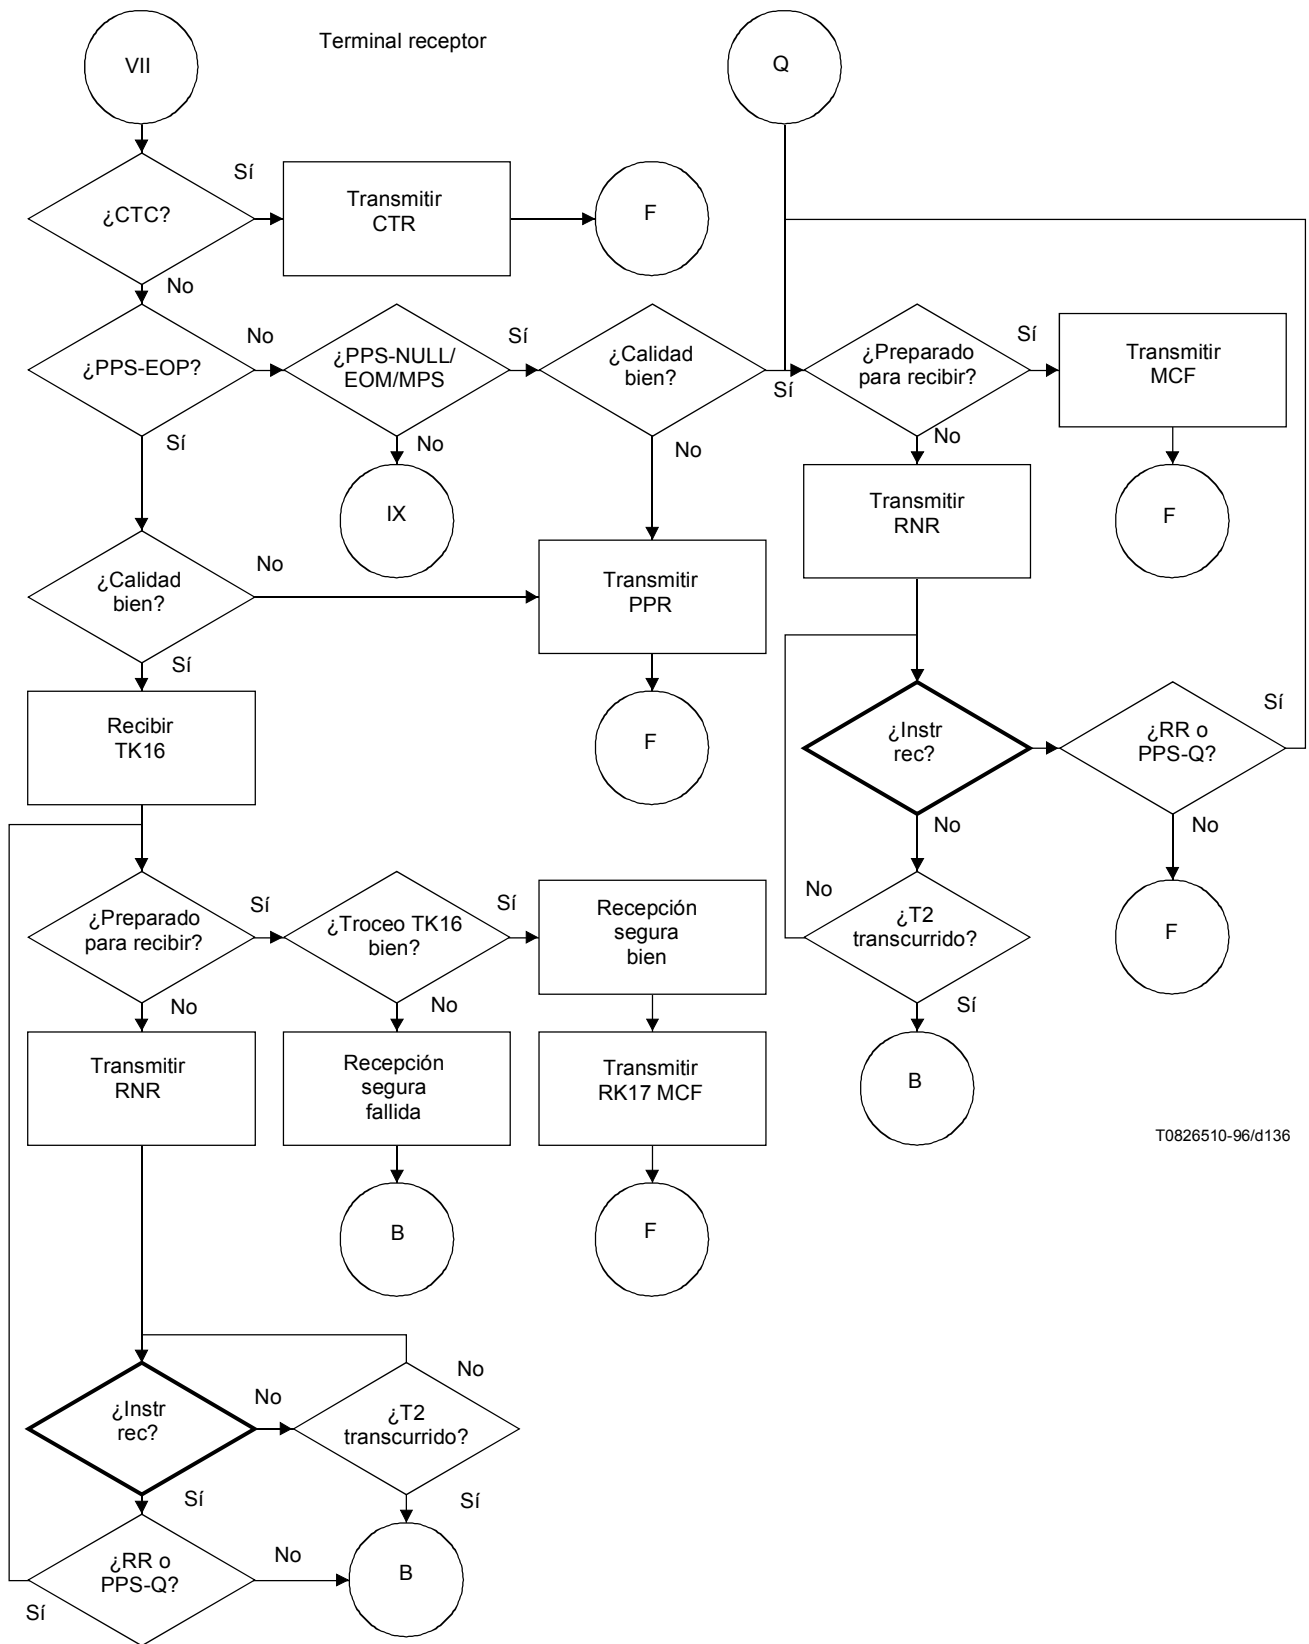 Terminal receptor
VII
Q
¿CTC?
Sí
Transmitir
CTR
F
No
¿PPS-EOP?
No
¿PPS-NULL/
EOM/MPS
Sí
¿Calidad
bien?
Sí
¿Preparado
para recibir?
Sí
Transmitir
MCF
Sí
No
IX
No
No
Transmitir
RNR
F
¿Calidad
bien?
No
Transmitir
PPR
Sí
Recibir
TK16
F
¿Instr
rec?
¿RR o
PPS-Q?
Sí
No
No
¿Preparado
para recibir?
Sí
¿Troceo TK16
bien?
Sí
Recepción
segura
bien
No
¿T2
transcurrido?
F
No
No
Sí
Transmitir
RNR
Recepción
segura
fallida
Transmitir
RK17 MCF
B
T0826510-96/d136
B
F
¿Instr
rec?
No
¿T2
transcurrido?
No
Sí
Sí
¿RR o
PPS-Q?
No
B
Sí